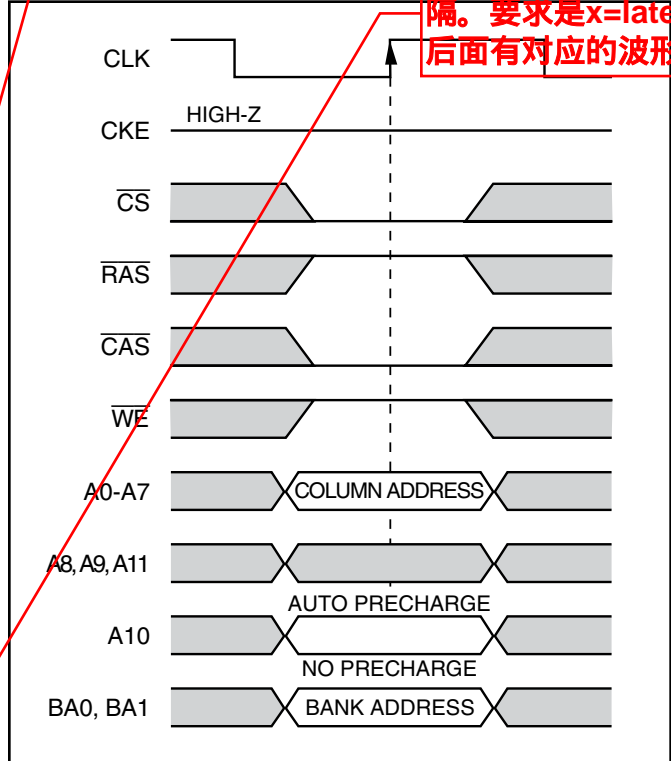 隔。要求是x=late
后面有对应的波形
CLK
CKE
HIGH-Z
CS
RAS
CAS
WE
A0-A7
COLUMN ADDRESS
A8, A9, A11
AUTO PRECHARGE
A10
NO PRECHARGE
BA0, BA1
BANK ADDRESS